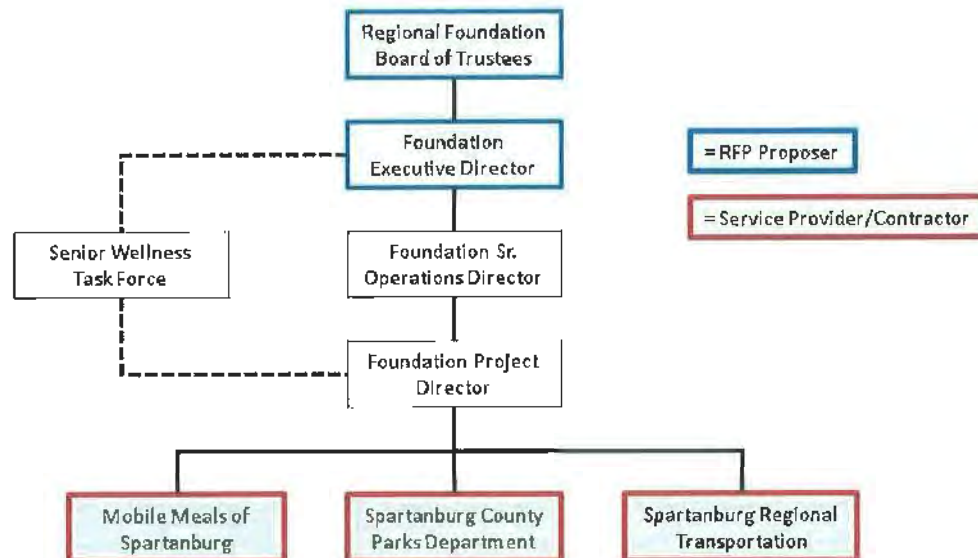 Regional Foundation
Board of Trustees
Foundation
Executive Director
= RFP Proposer
= Service Provider/Contractor
Senior Wellness
Task Force
Foundation Sr.
Operations Director
Foundation Project
Director
Mobile Meals of
Spartanburg
Spartanburg County
Parks Department
Spartanburg Regional
Transportation